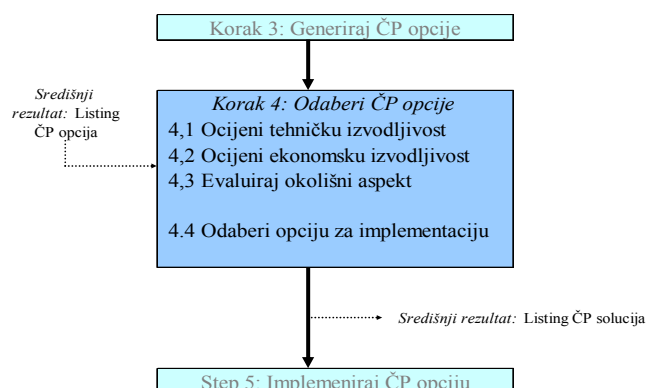 Korak 3: Generiraj ČP opcije
Središnji
rezultat: Listing
ČP opcija
Korak 4: Odaberi ČP opcije
4,1 Ocijeni tehničku izvodljivost
4,2 Ocijeni ekonomsku izvodljivost
4,3 Evaluiraj okolišni aspekt
4.4 Odaberi opciju za implementaciju
Središnji rezultat: Listing ČP solucija
Step 5: Implemeniraj ČP opciju